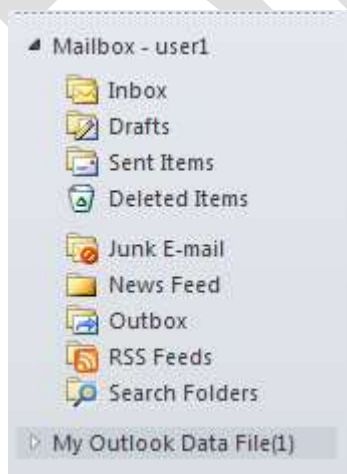 Mailbox - user1
Inbox
Drafts
Sent Items
Deleted Items
Junk E-mail
News Feed
Outbox
RSS Feeds
Search Folders
My Outlook Data File(1)